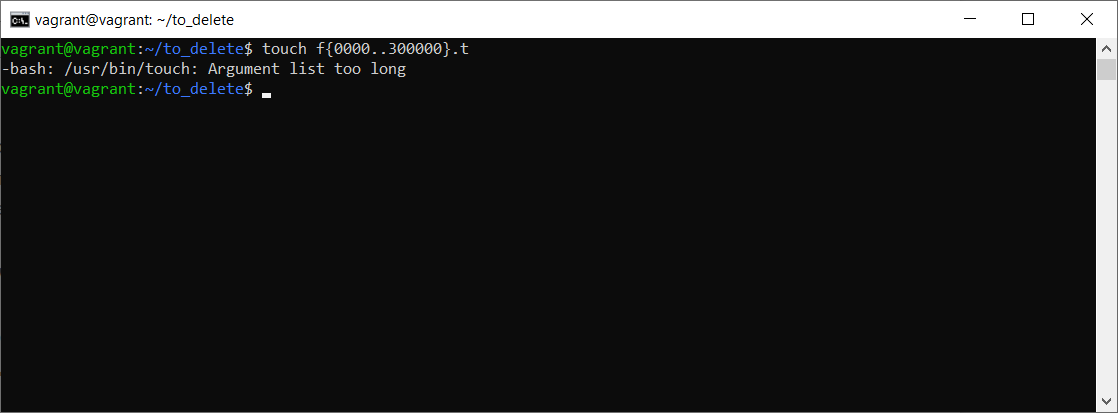 vagrant@vagrant: ~/to_delete
vagrant@vagrant:~/to_delete$ touch f{0000..300000}.t
-bash: /usr/bin/touch: Argument list too long
vagrant@vagrant:~/to_delete$